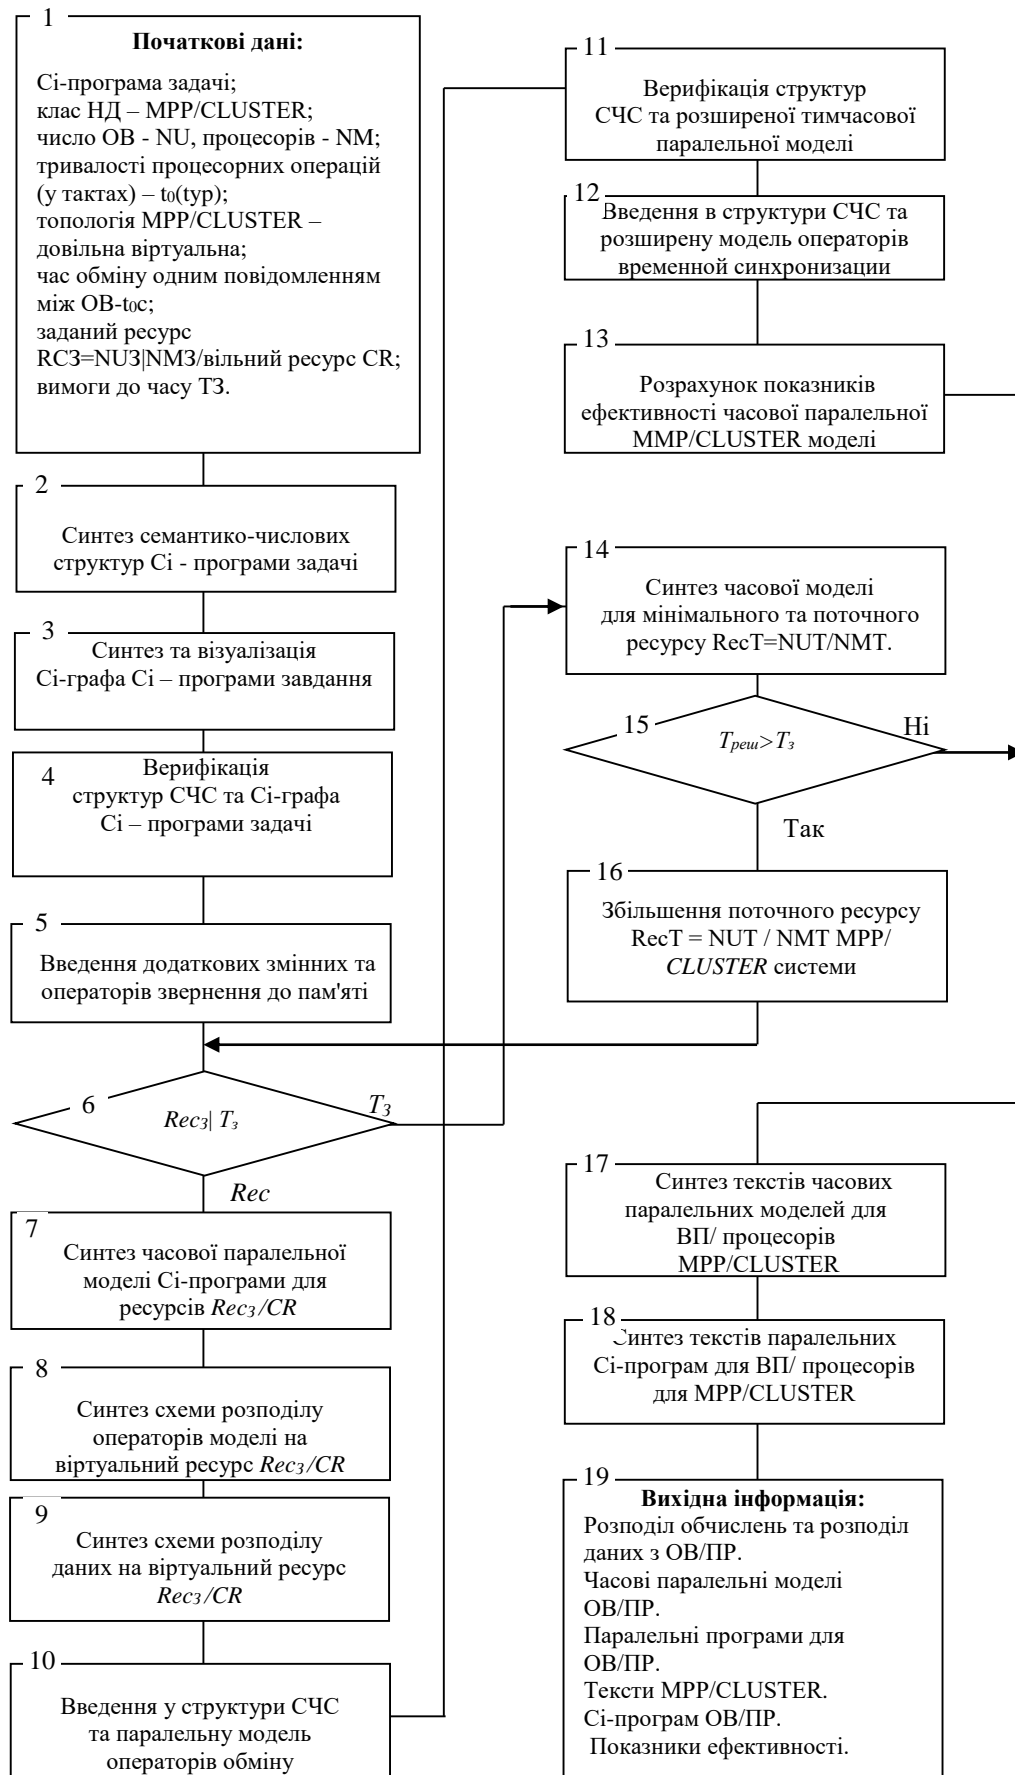 1
Початкові дані:
Сі-програма задачі;
клас НД – MPP/CLUSTER;
число ОВ - NU, процесорів - NM;
тривалості процесорних операцій
(у тактах) – t0(typ);
топологія MPP/CLUSTER –
довільна віртуальна;
час обміну одним повідомленням
між ОВ-t0c;
заданий ресурс
RCЗ=NUЗ|NMЗ/вільний ресурс CR;
вимоги до часу ТЗ.
2
Синтез семантико-числових
структур Сі - програми задачі
3
Синтез та візуалізація
Сі-графа Сі – програми завдання
4
Верифікація
структур СЧС та Сі-графа
Сі – програми задачі
5
Введення додаткових змінних та
операторів звернення до пам'яті
6
RecЗ| Tз
TЗ
Rec
7
Синтез часової паралельної
моделі Сі-програми для
ресурсів RecЗ/CR
8
Синтез схеми розподілу
операторів моделі на
віртуальний ресурс RecЗ/CR
9
Синтез схеми розподілу
даних на віртуальний ресурс
RecЗ/CR
10
Введення у структури СЧС
та паралельну модель
операторів обміну
11
Верифікація структур
СЧС та розширеної тимчасової
паралельної моделі
12
Введення в структури СЧС та
розширену модель операторів
временной синхронизации
13
Розрахунок показників
ефективності часової паралельної
MMP/CLUSTER моделі
14
Синтез часової моделі
для мінімального та поточного
ресурсу RecT=NUT/NMT.
15
Tреш>Tз
Ні
Так
16
Збільшення поточного ресурсу
RecT = NUT / NMT MPP/
CLUSTER системи
17
Синтез текстів часових
паралельних моделей для
ВП/ процесорів
MPP/CLUSTER
18
Синтез текстів паралельних
Сі-програм для ВП/ процесорів
для MPP/CLUSTER
19
Вихідна інформація:
Розподіл обчислень та розподіл
даних з ОВ/ПР.
Часові паралельні моделі
ОВ/ПР.
Паралельні програми для
ОВ/ПР.
Тексти MPP/CLUSTER.
Сі-програм ОВ/ПР.
Показники ефективності.